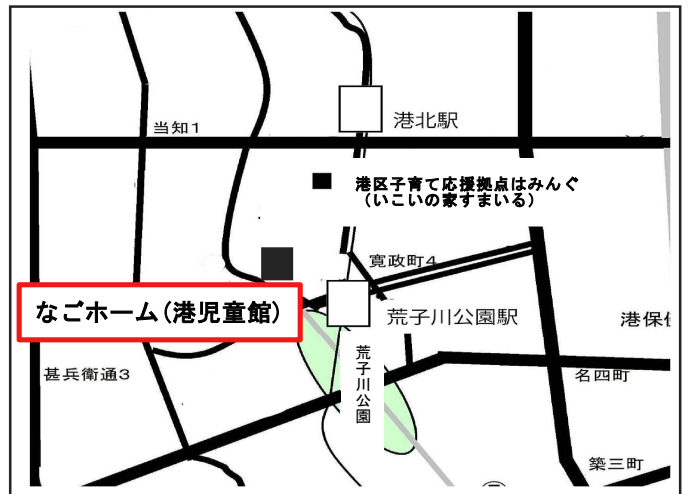 当知1
港北駅
港区子育て応援拠点はみんぐ
(いこいの家すまいる)
寛政町4
なごホーム(港児童館)
荒子川公園駅
港保
甚兵衛通3
荒子川公園
名四町
築三町